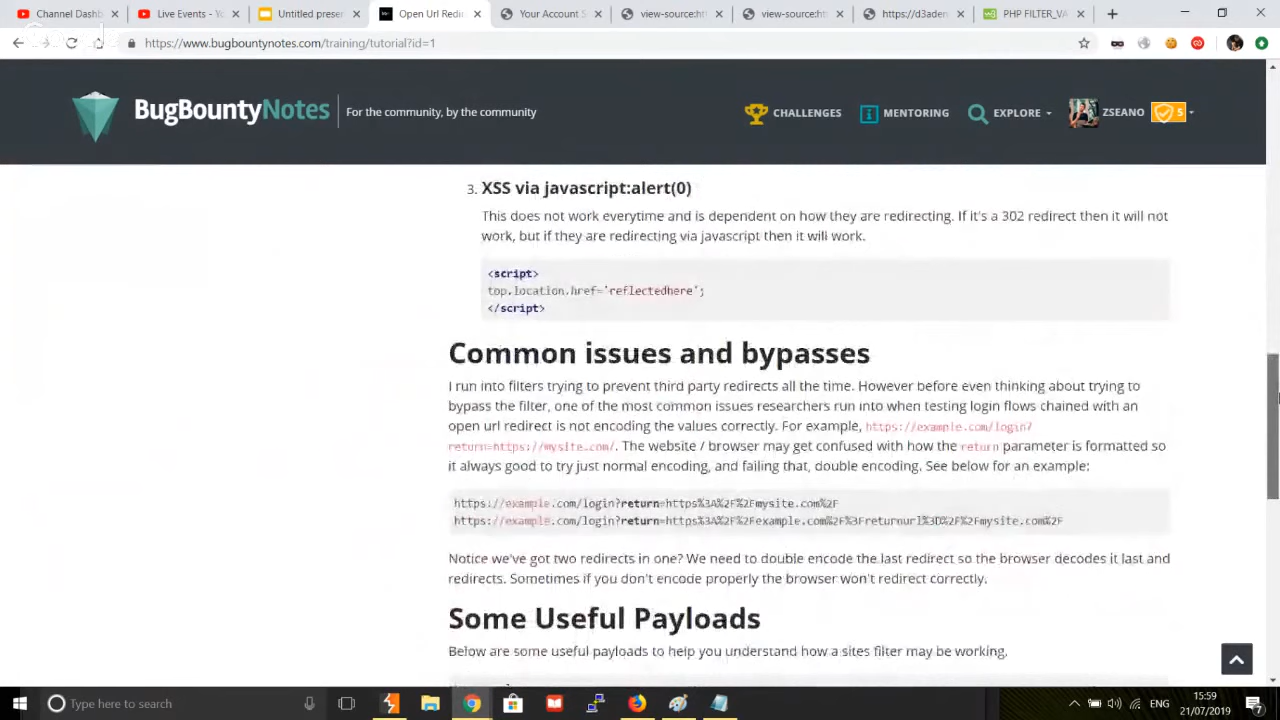 Channel Dashb
Live Events - Yo
Untitled presen
Open Url Redir
Your Account S
view-source:htt
view-source:htt
https://d3aden
PHP FILTER_VA
https://www.bugbountynotes.com/training/tutorial?id=1
BugBountyNotes
For the community, by the community
CHALLENGES
MENTORING
EXPLORE
ZSEANO
5
3. XSS via javascript:alert(0)
This does not work everytime and is dependent on how they are redirecting. If it's a 302 redirect then it will not
work, but if they are redirecting via javascript then it will work.
<script>
top.location.href='reflectedhere';
</script>
Common issues and bypasses
I run into filters trying to prevent third party redirects all the time. However before even thinking about trying to
bypass the filter, one of the most common issues researchers run into when testing login flows chained with an
open url redirect is not encoding the values correctly. For example, https://example.com/login?
return=https://mysite.com/. The website / browser may get confused with how the return parameter is formatted so
it always good to try just normal encoding, and failing that, double encoding. See below for an example:
https://example.com/login?return=https%3A%2F%2Fmysite.com%2F
https://example.com/login?return=https%3A%2F%2Fexample.com%2F%3Freturnurl%3D%2F%2Fmysite.com%2F
Notice we've got two redirects in one? We need to double encode the last redirect so the browser decodes it last and
redirects. Sometimes if you don't encode properly the browser won't redirect correctly.
Some Useful Payloads
Below are some useful payloads to help you understand how a sites filter may be working.
Type here to search
ENG
15:59
21/07/2019
7